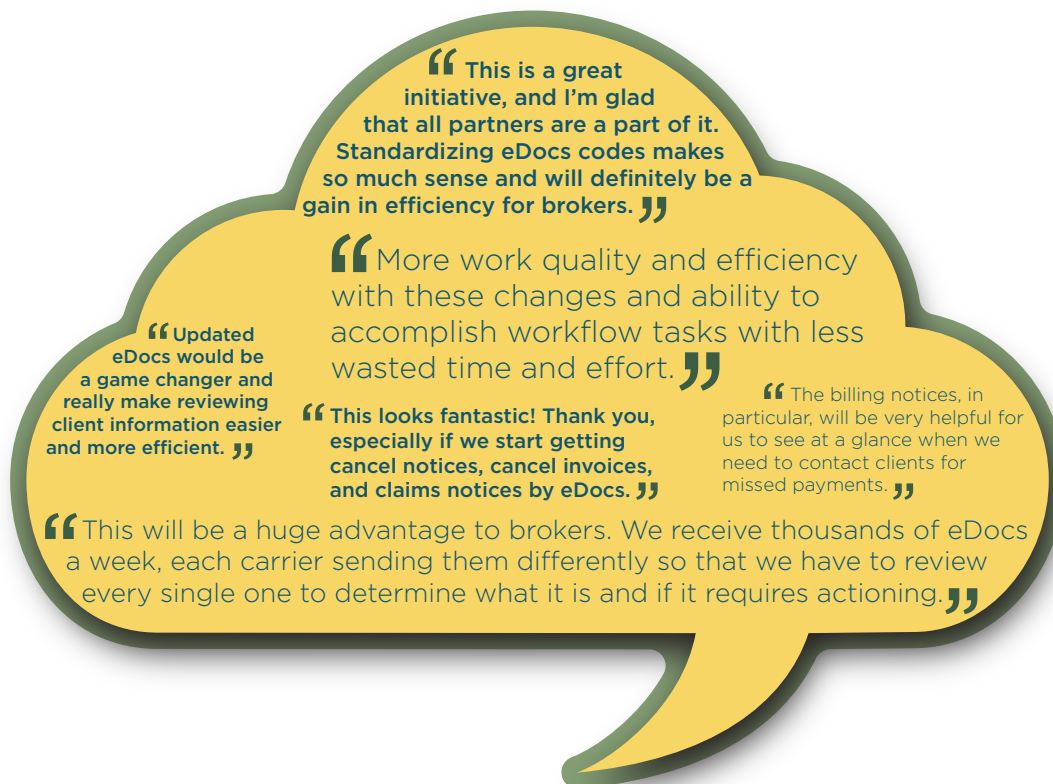 “ This is a great
initiative, and I’m glad
that all partners are a part of it.
Standardizing eDocs codes makes
so much sense and will definitely be a
gain in efficiency for brokers. ”
“ More work quality and efficiency
with these changes and ability to
accomplish workflow tasks with less
wasted time and effort. ”
“ Updated
eDocs would be
a game changer and
really make reviewing
client information easier
and more efficient. ”
“ This looks fantastic! Thank you,
especially if we start getting
cancel notices, cancel invoices,
and claims notices by eDocs. ”
“ The billing notices, in
particular, will be very helpful for
us to see at a glance when we
need to contact clients for
missed payments. ”
“ This will be a huge advantage to brokers. We receive thousands of eDocs
a week, each carrier sending them differently so that we have to review
every single one to determine what it is and if it requires actioning. ”